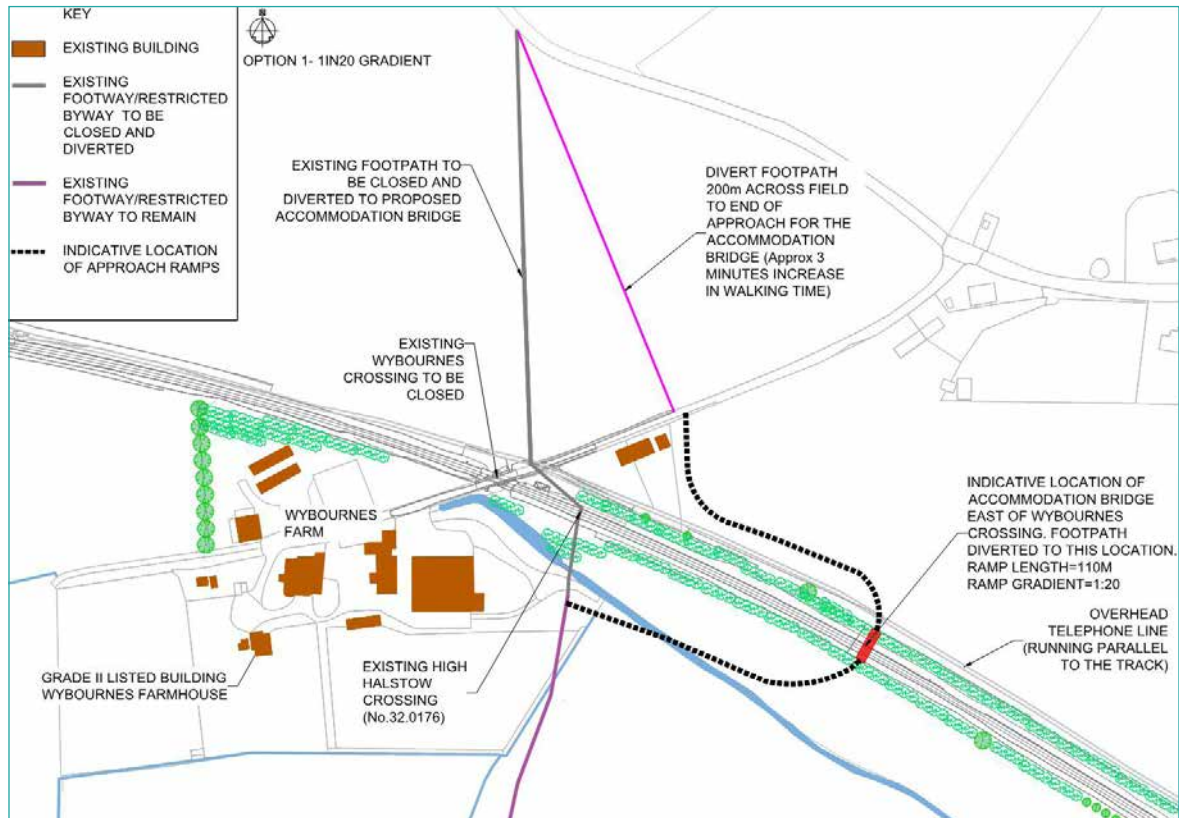 KEY
EXISTING BUILDING
EXISTING
FOOTWAY/RESTRICTED
BYWAY TO BE
CLOSED AND
DIVERTED
EXISTING
FOOTWAY/RESTRICTED
BYWAY TO REMAIN
INDICATIVE LOCATION
OF APPROACH RAMPS
N
OPTION 1- 1IN20 GRADIENT
EXISTING FOOTPATH TO
BE CLOSED AND
DIVERTED TO PROPOSED
ACCOMMODATION BRIDGE
DIVERT FOOTPATH
200m ACROSS FIELD
TO END OF
APPROACH FOR THE
ACCOMMODATION
BRIDGE (Approx 3
MINUTES INCREASE
IN WALKING TIME)
EXISTING
WYBOURNES
CROSSING TO BE
CLOSED
WYBOURNES
FARM
INDICATIVE LOCATION OF
ACCOMMODATION BRIDGE
EAST OF WYBOURNES
CROSSING. FOOTPATH
DIVERTED TO THIS LOCATION.
RAMP LENGTH=110M
RAMP GRADIENT=1:20
OVERHEAD
TELEPHONE LINE
(RUNNING PARALLEL
TO THE TRACK)
GRADE II LISTED BUILDING
WYBOURNES FARMHOUSE
EXISTING HIGH
HALSTOW
CROSSING
(No.32.0176)